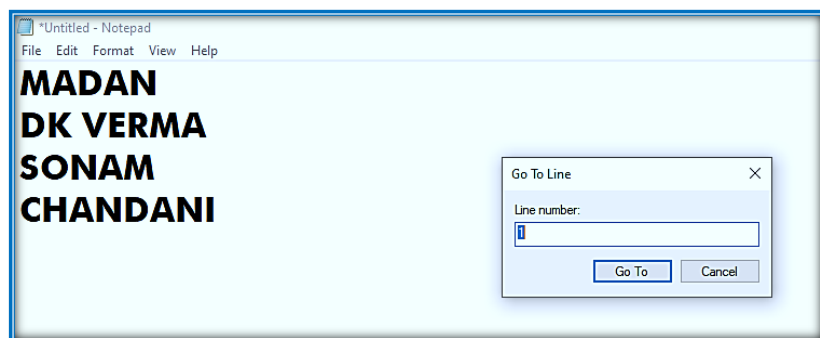 *Untitled - Notepad
File Edit Format View Help
MADAN
DK VERMA
SONAM
CHANDANI
Go To Line
Line number:
1
Go To Cancel